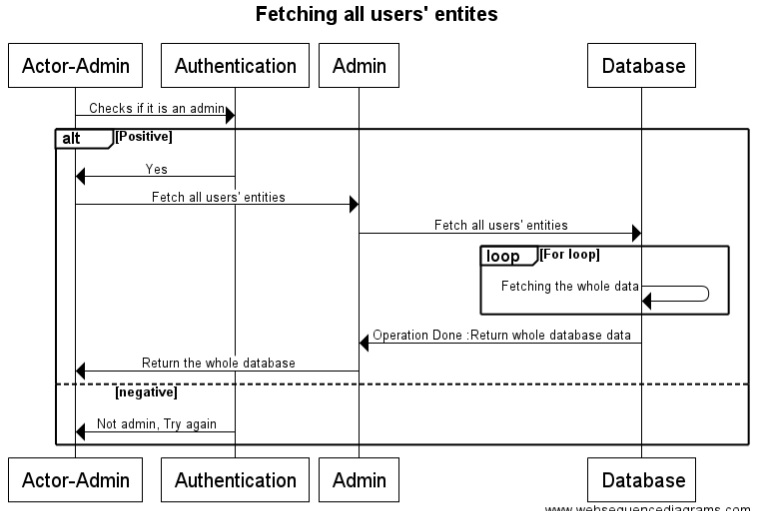 Fetching all users' entites
Actor-Admin Authentication Admin Database
Checks if it is an admin
alt [Positive]
Yes
Fetch all users' entities
Fetch all users' entities
loop [For loop]
Fetching the whole data
Operation Done :Return whole database data
Return the whole database
[negative]
Not admin, Try again
Actor-Admin Authentication Admin Database
www.websequencediagrams.com